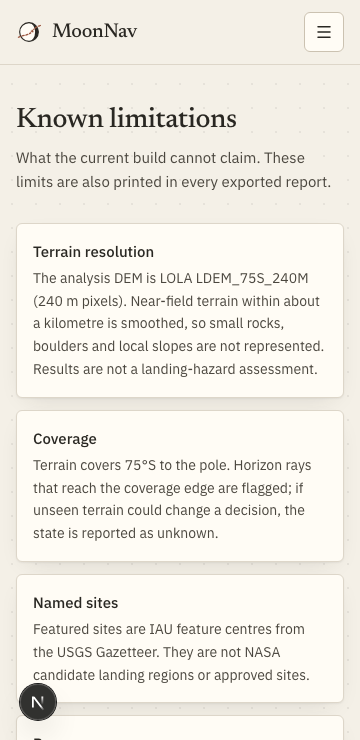 MoonNav
Known limitations
What the current build cannot claim. These
limits are also printed in every exported report.
Terrain resolution
The analysis DEM is LOLA LDEM_75S_240M
(240 m pixels). Near-field terrain within about
a kilometre is smoothed, so small rocks,
boulders and local slopes are not represented.
Results are not a landing-hazard assessment.
Coverage
Terrain covers 75°S to the pole. Horizon rays
that reach the coverage edge are flagged; if
unseen terrain could change a decision, the
state is reported as unknown.
Named sites
Featured sites are IAU feature centres from
the USGS Gazetteer. They are not NASA
candidate landing regions or approved sites.
N